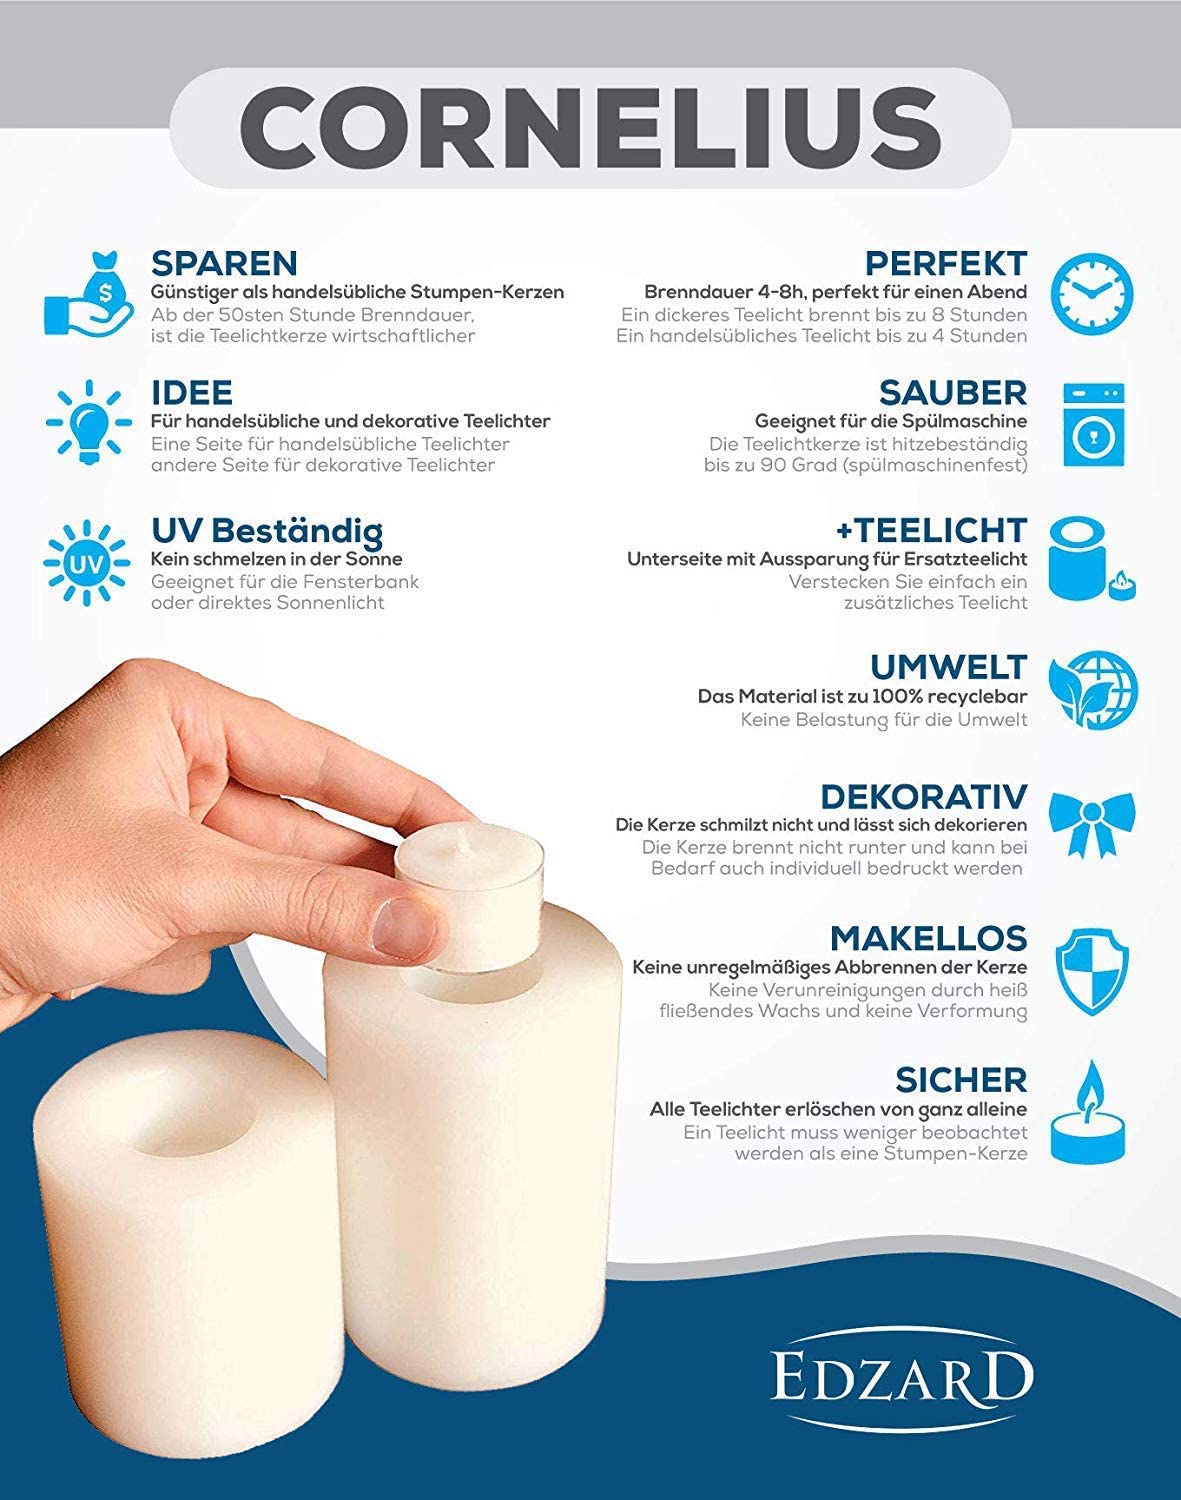 CORNELIUS
SPAREN
Günstiger als handelsübliche Stumpen-Kerzen
Ab der 50sten Stunde Brenndauer,
ist die Teelichtkerze wirtschaftlicher
$
IDEE
Für handelsübliche und dekorative Teelichter
Eine Seite für handelsübliche Teelichter
andere Seite für dekorative Teelichter
UV Beständig
Kein schmelzen in der Sonne
Geeignet für die Fensterbank
oder direktes Sonnenlicht
UV
PERFEKT
Brenndauer 4-8h, perfekt für einen Abend
Ein dickeres Teelicht brennt bis zu 8 Stunden
Ein handelsübliches Teelicht bis zu 4 Stunden
SAUBER
Geeignet für die Spülmaschine
Die Teelichtkerze ist hitzebeständig
bis zu 90 Grad (spülmaschinenfest)
+TEELICHT
Unterseite mit Aussparung für Ersatzteelicht
Verstecken Sie einfach ein
zusätzliches Teelicht
UMWELT
Das Material ist zu 100% recyclebar
Keine Belastung für die Umwelt
DEKORATIV
Die Kerze schmilzt nicht und lässt sich dekorieren
Die Kerze brennt nicht runter und kann bei
Bedarf auch individuell bedruckt werden
MAKELLOS
Keine unregelmäßiges Abbrennen der Kerze
Keine Verunreinigungen durch heiß
fließendes Wachs und keine Verformung
SICHER
Alle Teelichter erlöschen von ganz alleine
Ein Teelicht muss weniger beobachtet
werden als eine Stumpen-Kerze
EDZARD